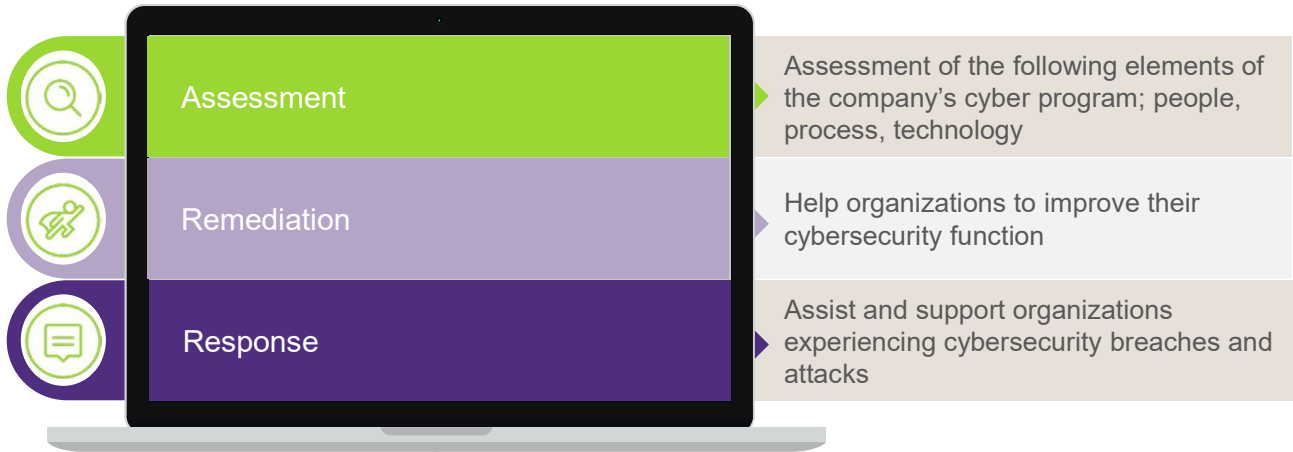 Assessment
Assessment of the following elements of
the company’s cyber program; people,
process, technology
Remediation
Help organizations to improve their
cybersecurity function
Response
Assist and support organizations
experiencing cybersecurity breaches and
attacks